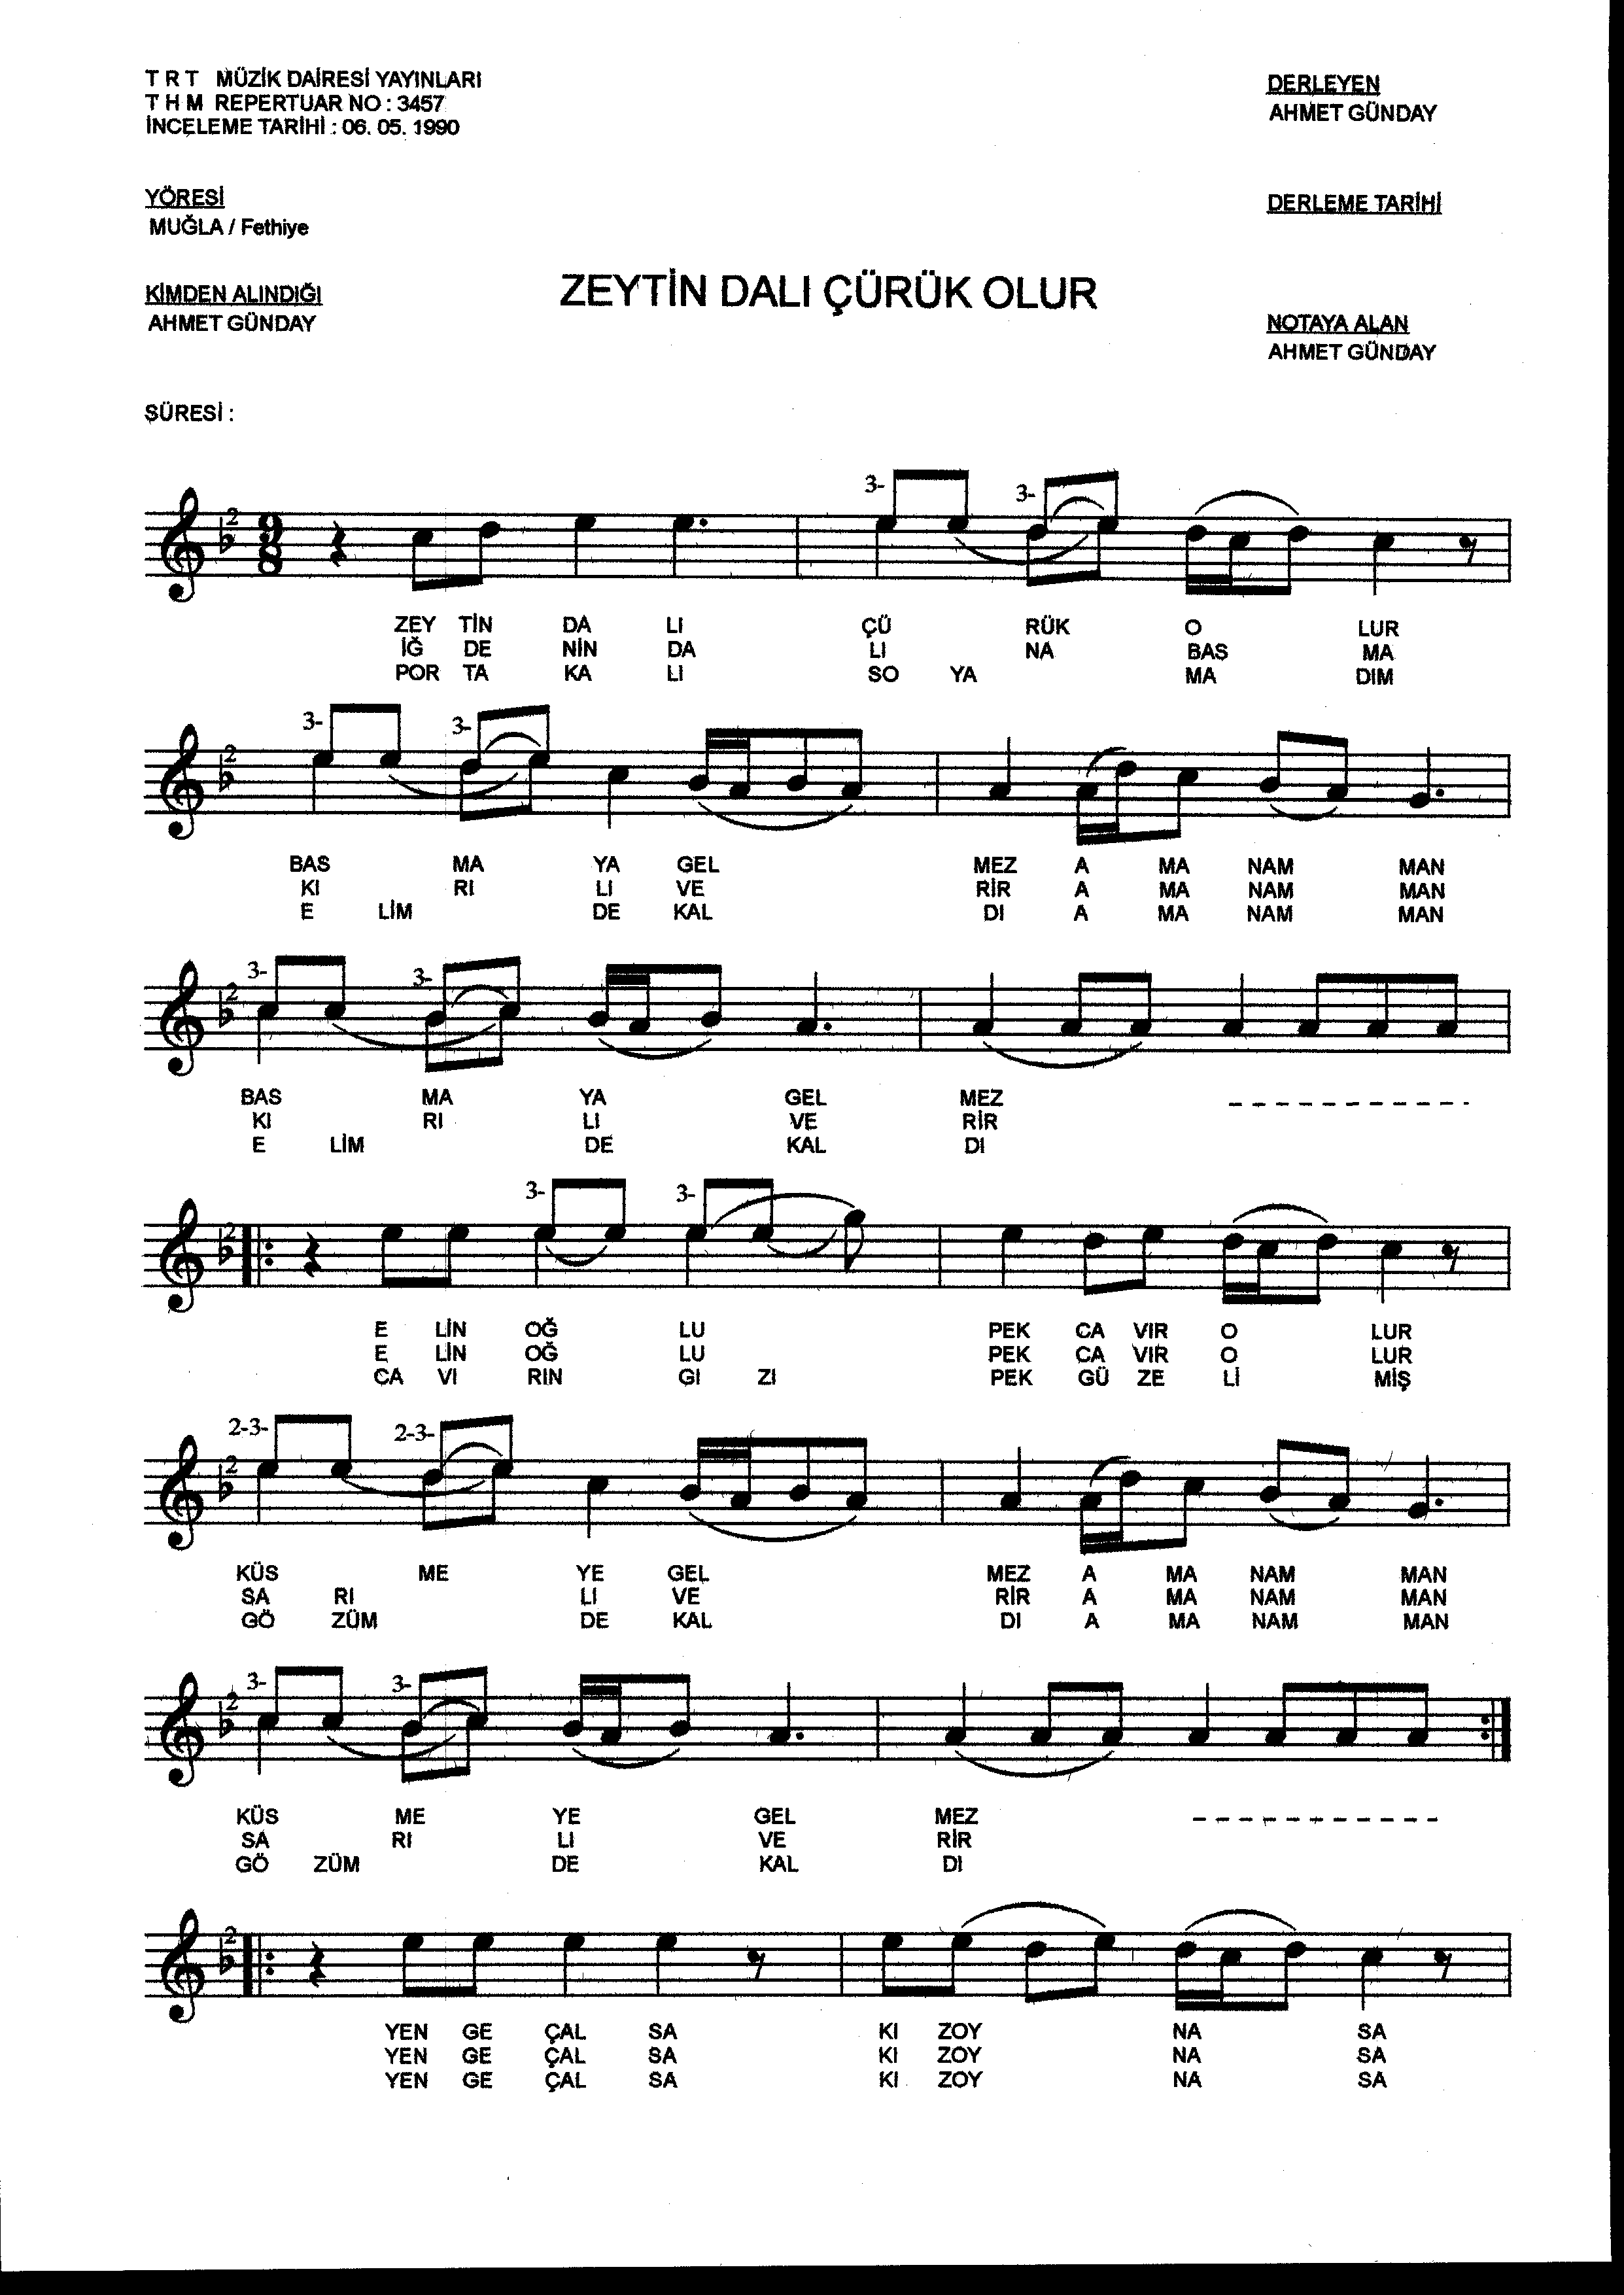 T R T MÜZİK DAİRESİ YAYINLARI
T H M REPERTUAR NO : 3457
İNCELEME TARİHİ : 06. 05. 1990
DERLEYEN
AHMET GÜNDAY
YÖRESİ
MUĞLA / Fethiye
DERLEME TARİHİ
KİMDEN ALINDIĞI
AHMET GÜNDAY
ZEYTİN DALI ÇÜRÜK OLUR
NOTAYA ALAN
AHMET GÜNDAY
SÜRESİ :
3- 3-
2 9 8
ZEY TİN DA LI ÇÜ RÜK O LUR
İĞ DE NİN DA LI NA BAS MA
POR TA KA LI SO YA MA DIM
3- 3-
2
BAS MA YA GEL MEZ A MA NAM MAN
KI RI LI VE RİR A MA NAM MAN
E LİM DE KAL DI A MA NAM MAN
3- 3-
2
BAS MA YA GEL MEZ - - - - - - - - - -
KI RI LI VE RİR
E LİM DE KAL DI
3- 3-
2
E LİN OĞ LU PEK CA VIR O LUR
E LİN OĞ LU PEK CA VIR O LUR
CA VI RIN GI ZI PEK GÜ ZE Lİ MİŞ
2-3- 2-3-
2
KÜS ME YE GEL MEZ A MA NAM MAN
SA RI LI VE RİR A MA NAM MAN
GÖ ZÜM DE KAL DI A MA NAM MAN
3- 3-
2
KÜS ME YE GEL MEZ - - - - - - - - - -
SA RI LI VE RİR
GÖ ZÜM DE KAL DI
2
YEN GE ÇAL SA KI ZOY NA SA
YEN GE ÇAL SA KI ZOY NA SA
YEN GE ÇAL SA KI ZOY NA SA